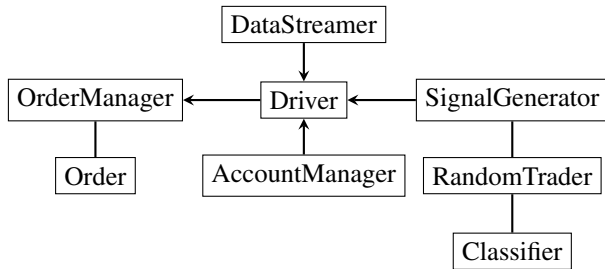 DataStreamer
OrderManager
Driver
SignalGenerator
Order
AccountManager
RandomTrader
Classifier